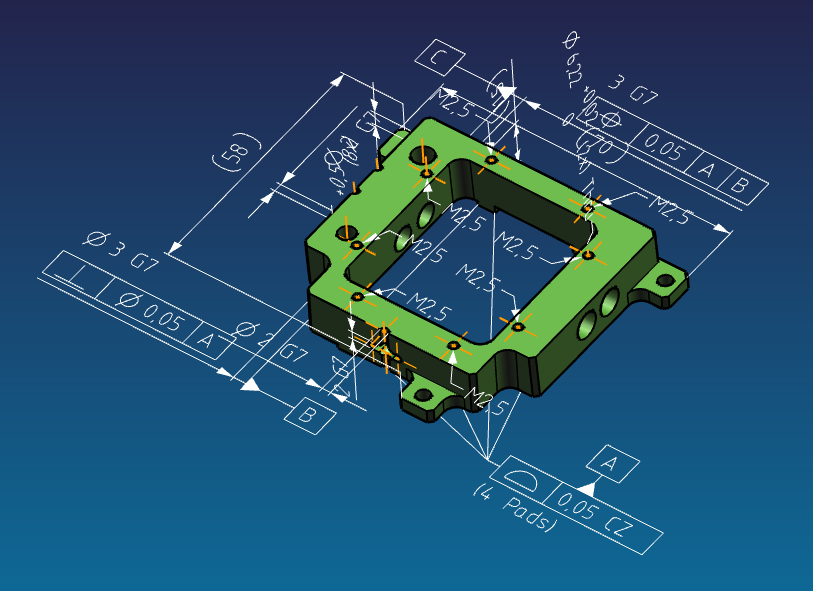 C
3 G7
M2,5
0.05 A B
(70)
(58)
M2,5
M2,5
M2,5
M2,5
M2,5
M2,5
Ø 3 G7
Ø 0,05 A
Ø 2 G7
B
M2,5
A
0,05 CZ
(4 Pads)